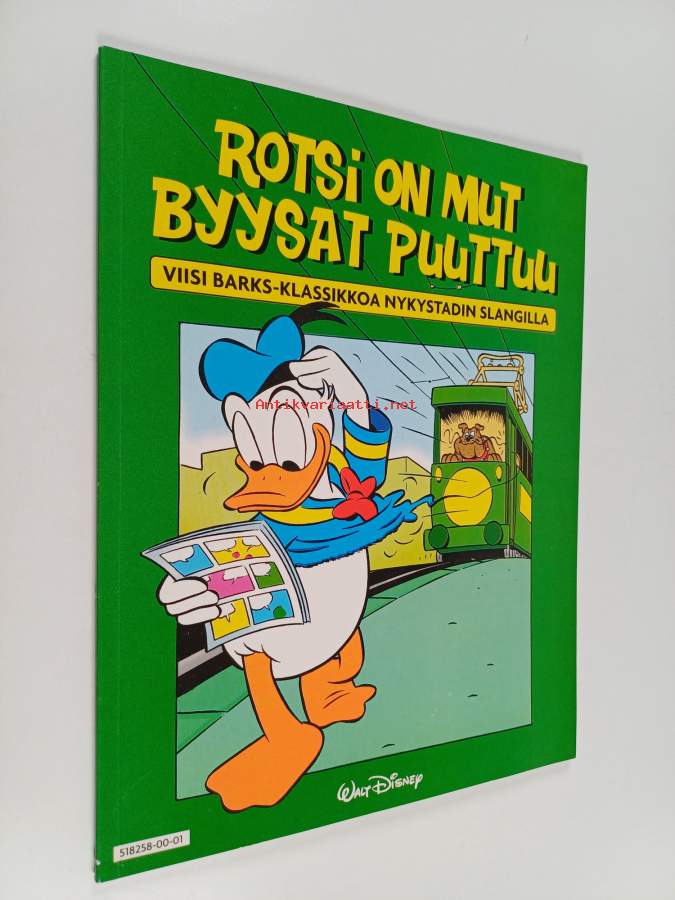 ROTSi ON MUT
BYYSAT PUUTTUU
VIISI BARKS-KLASSIKKOA NYKYSTADIN SLANGILLA
Antikvariaatti.net
WALT DISNEY
518258-00-01